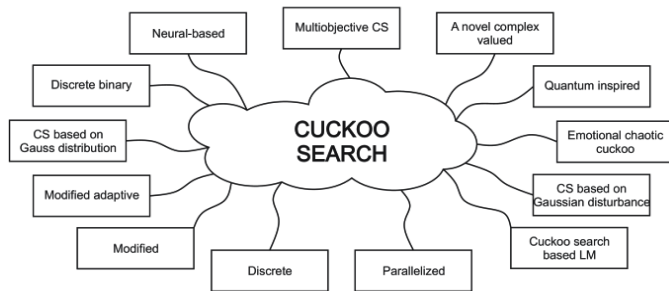 Neural-based
Multiobjective CS
A novel complex
valued
Discrete binary
Quantum inspired
CS based on
Gauss distribution
CUCKOO
SEARCH
Emotional chaotic
cuckoo
Modified adaptive
CS based on
Gaussian disturbance
Modified
Discrete
Parallelized
Cuckoo search
based LM